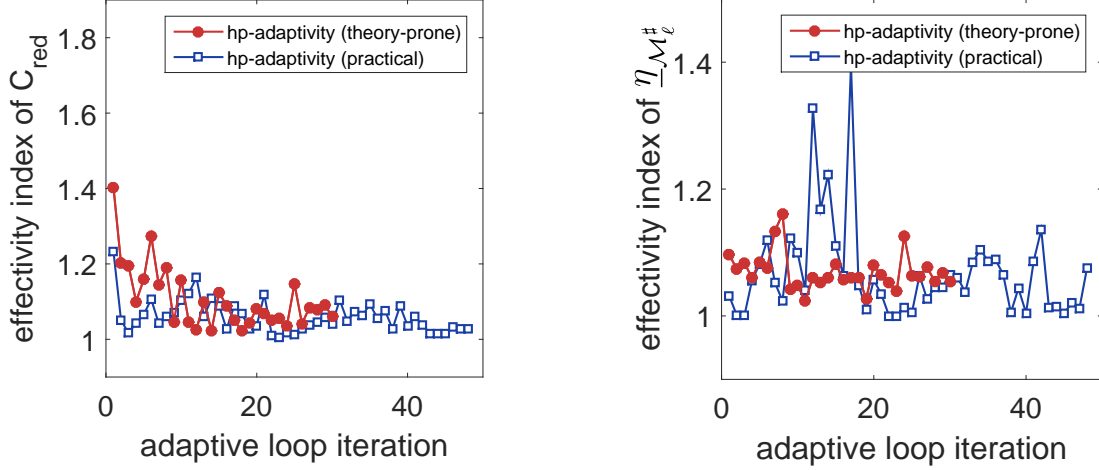 effectivity index of C_red
1.8
1.6
1.4
1.2
1
0
20
40
adaptive loop iteration
hp-adaptivity (theory-prone)
hp-adaptivity (practical)
effectivity index of η_ℳ_ℓ^♯
1.4
1.2
1
0
20
40
adaptive loop iteration
hp-adaptivity (theory-prone)
hp-adaptivity (practical)